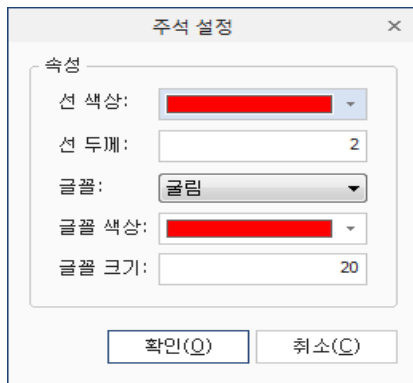 주석 설정
속성
선 색상:
선 두께: 2
글꼴: 굴림
글꼴 색상:
글꼴 크기: 20
확인(O) 취소(C)